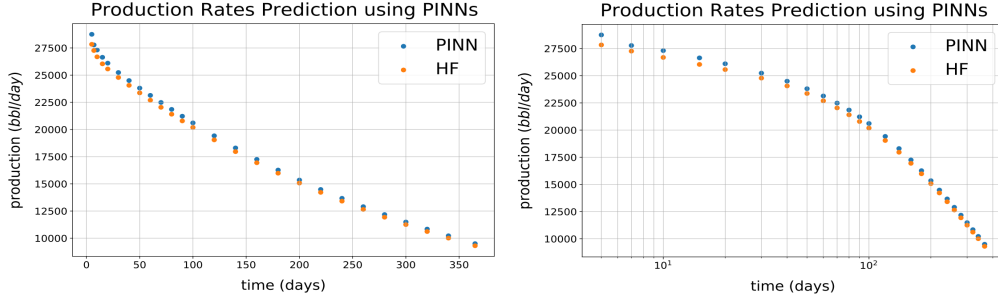 Production Rates Prediction using PINNs
PINN
HF
27500
25000
22500
20000
17500
15000
12500
10000
production (bbl/day)
0 50 100 150 200 250 300 350
time (days)
Production Rates Prediction using PINNs
PINN
HF
27500
25000
22500
20000
17500
15000
12500
10000
production (bbl/day)
10¹ 10²
time (days)